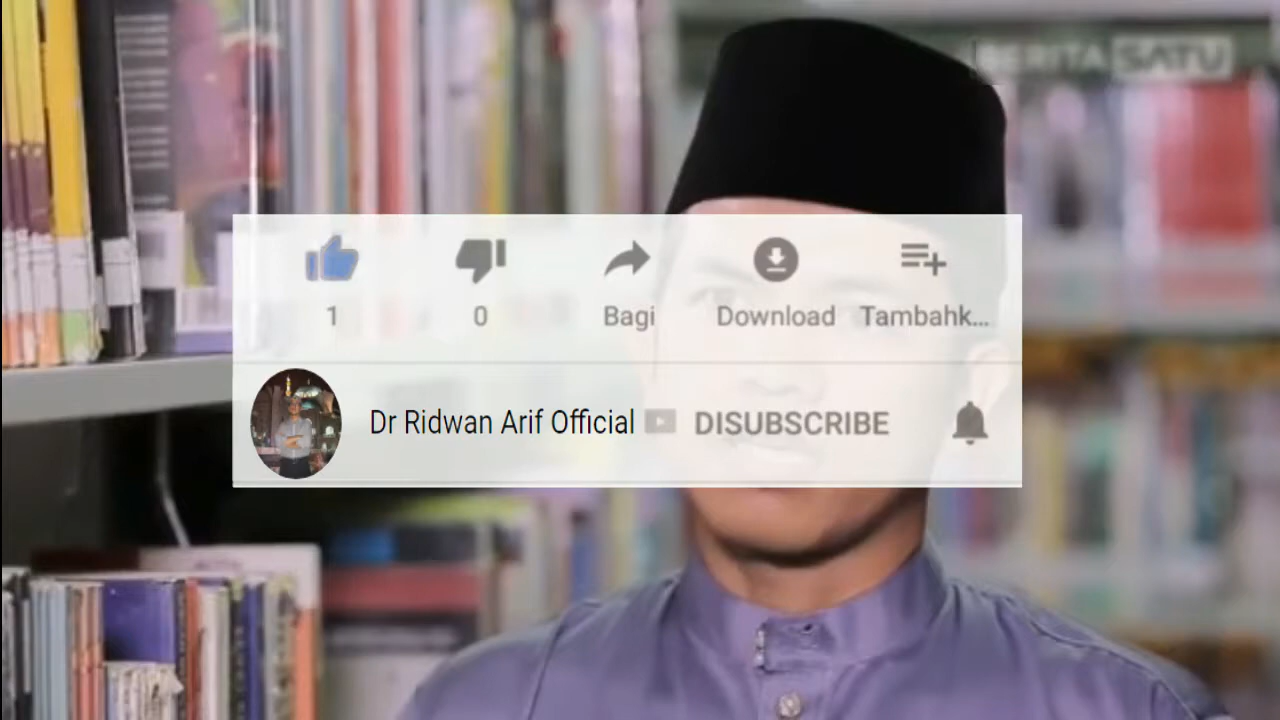 BERITA SATU
1
0
Bagi
Download
Tambahk...
Dr Ridwan Arif Official
DISUBSCRIBE